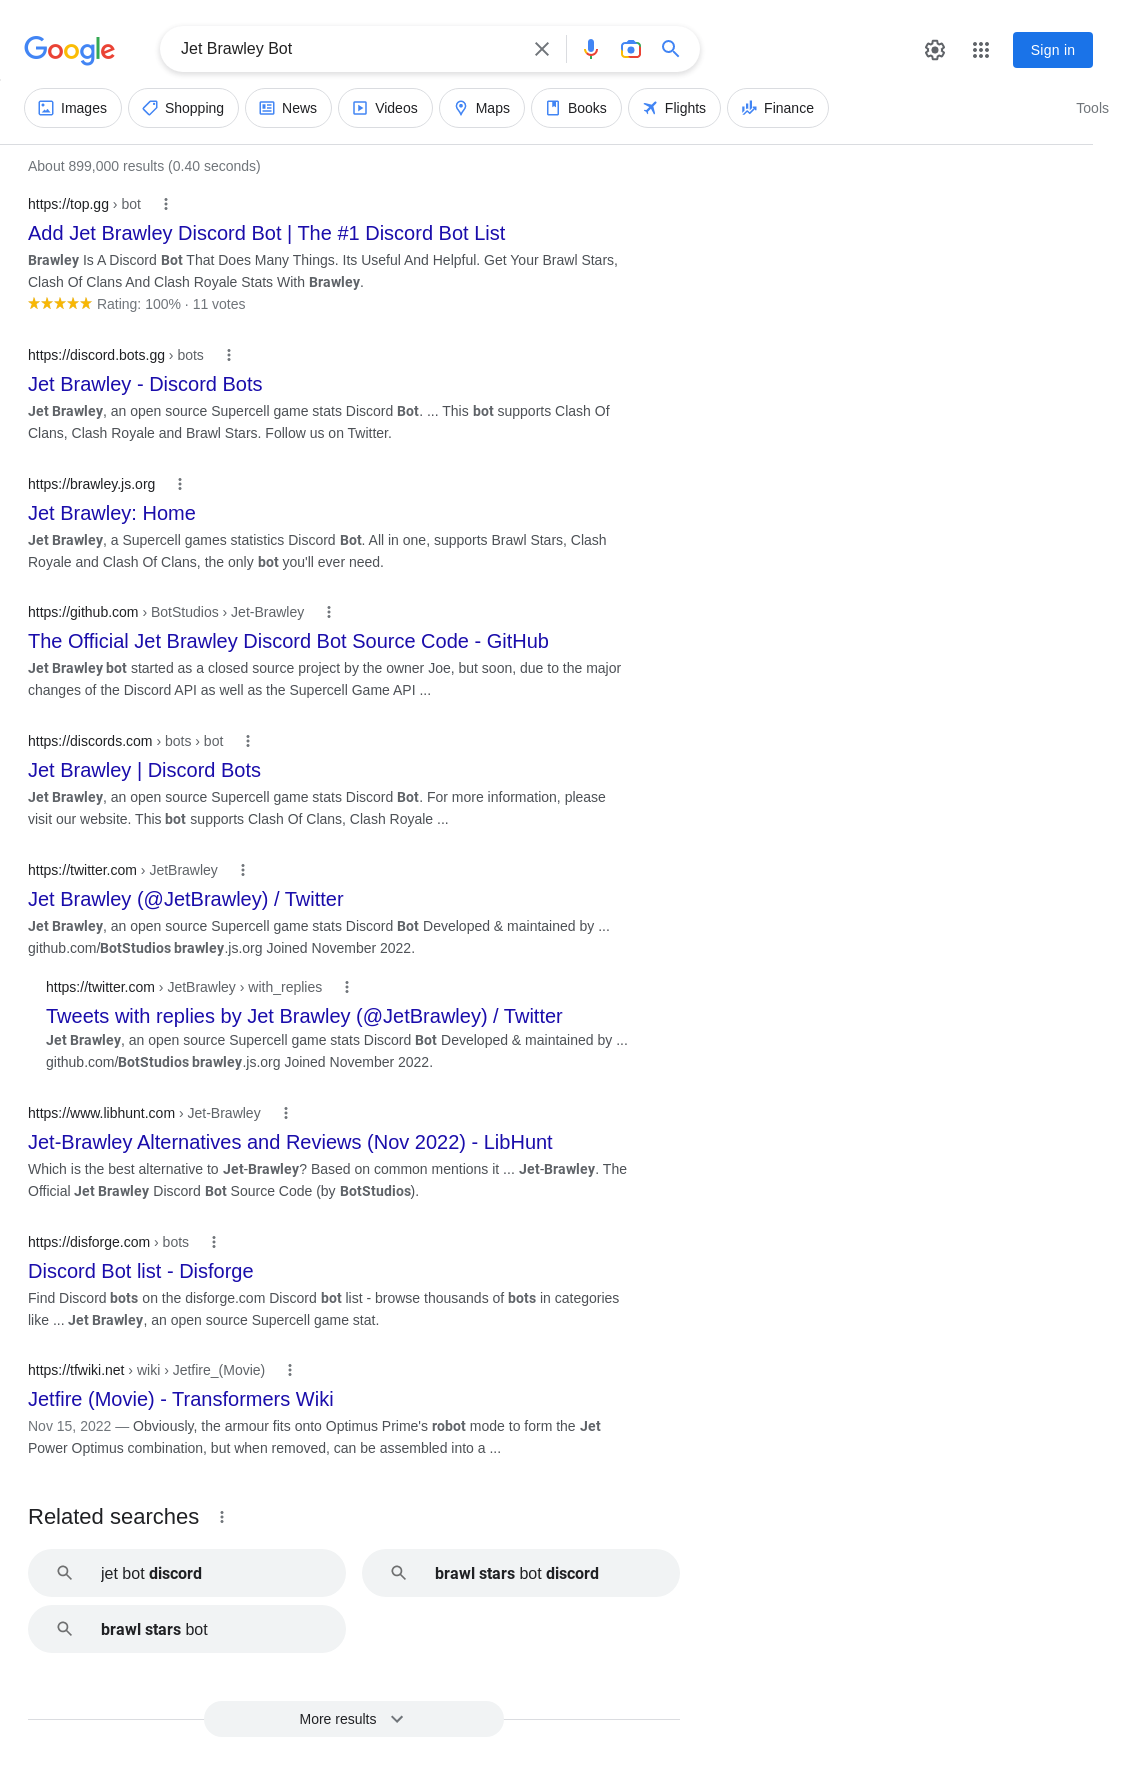 Google
Jet Brawley Bot
Sign in
Images
Shopping
News
Videos
Maps
Books
Flights
Finance
Tools
About 899,000 results (0.40 seconds)
https://top.gg › bot
Add Jet Brawley Discord Bot | The #1 Discord Bot List
Brawley Is A Discord Bot That Does Many Things. Its Useful And Helpful. Get Your Brawl Stars,
Clash Of Clans And Clash Royale Stats With Brawley.
Rating: 100% · 11 votes
https://discord.bots.gg › bots
Jet Brawley - Discord Bots
Jet Brawley, an open source Supercell game stats Discord Bot. ... This bot supports Clash Of
Clans, Clash Royale and Brawl Stars. Follow us on Twitter.
https://brawley.js.org
Jet Brawley: Home
Jet Brawley, a Supercell games statistics Discord Bot. All in one, supports Brawl Stars, Clash
Royale and Clash Of Clans, the only bot you'll ever need.
https://github.com › BotStudios › Jet-Brawley
The Official Jet Brawley Discord Bot Source Code - GitHub
Jet Brawley bot started as a closed source project by the owner Joe, but soon, due to the major
changes of the Discord API as well as the Supercell Game API ...
https://discords.com › bots › bot
Jet Brawley | Discord Bots
Jet Brawley, an open source Supercell game stats Discord Bot. For more information, please
visit our website. This bot supports Clash Of Clans, Clash Royale ...
https://twitter.com › JetBrawley
Jet Brawley (@JetBrawley) / Twitter
Jet Brawley, an open source Supercell game stats Discord Bot Developed & maintained by ...
github.com/BotStudios brawley.js.org Joined November 2022.
https://twitter.com › JetBrawley › with_replies
Tweets with replies by Jet Brawley (@JetBrawley) / Twitter
Jet Brawley, an open source Supercell game stats Discord Bot Developed & maintained by ...
github.com/BotStudios brawley.js.org Joined November 2022.
https://www.libhunt.com › Jet-Brawley
Jet-Brawley Alternatives and Reviews (Nov 2022) - LibHunt
Which is the best alternative to Jet-Brawley? Based on common mentions it ... Jet-Brawley. The
Official Jet Brawley Discord Bot Source Code (by BotStudios).
https://disforge.com › bots
Discord Bot list - Disforge
Find Discord bots on the disforge.com Discord bot list - browse thousands of bots in categories
like ... Jet Brawley, an open source Supercell game stat.
https://tfwiki.net › wiki › Jetfire_(Movie)
Jetfire (Movie) - Transformers Wiki
Nov 15, 2022 — Obviously, the armour fits onto Optimus Prime's robot mode to form the Jet
Power Optimus combination, but when removed, can be assembled into a ...
Related searches
jet bot discord
brawl stars bot discord
brawl stars bot
More results